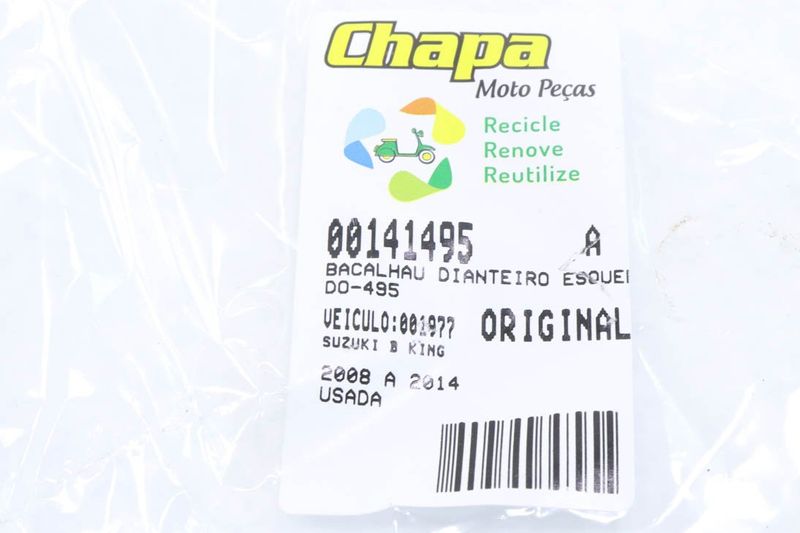 Chapa
Moto Peças
Recicle
Renove
Reutilize
00141495 A
BACALHAU DIANTEIRO ESQUE
DO-495
VEICULO:001977 ORIGINAL
SUZUKI B KING
2008 A 2014
USADA